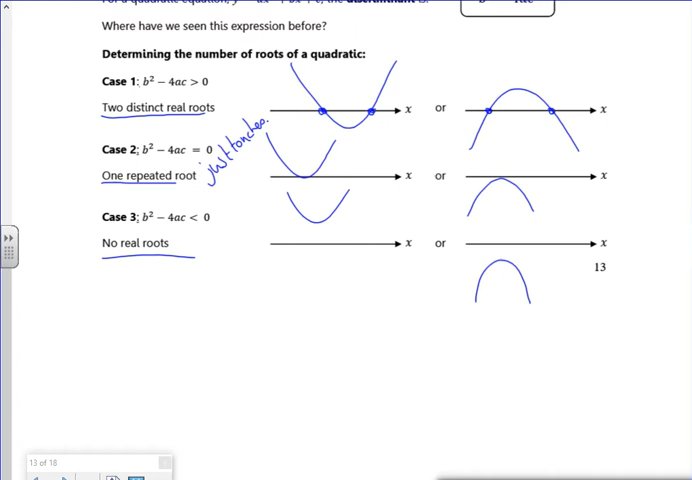 Where have we seen this expression before?
Determining the number of roots of a quadratic:
Case 1; b² − 4ac > 0
Two distinct real roots
x or x
just touches.
Case 2; b² − 4ac = 0
One repeated root
x or x
Case 3; b² − 4ac < 0
No real roots
x or x
13
13 of 18